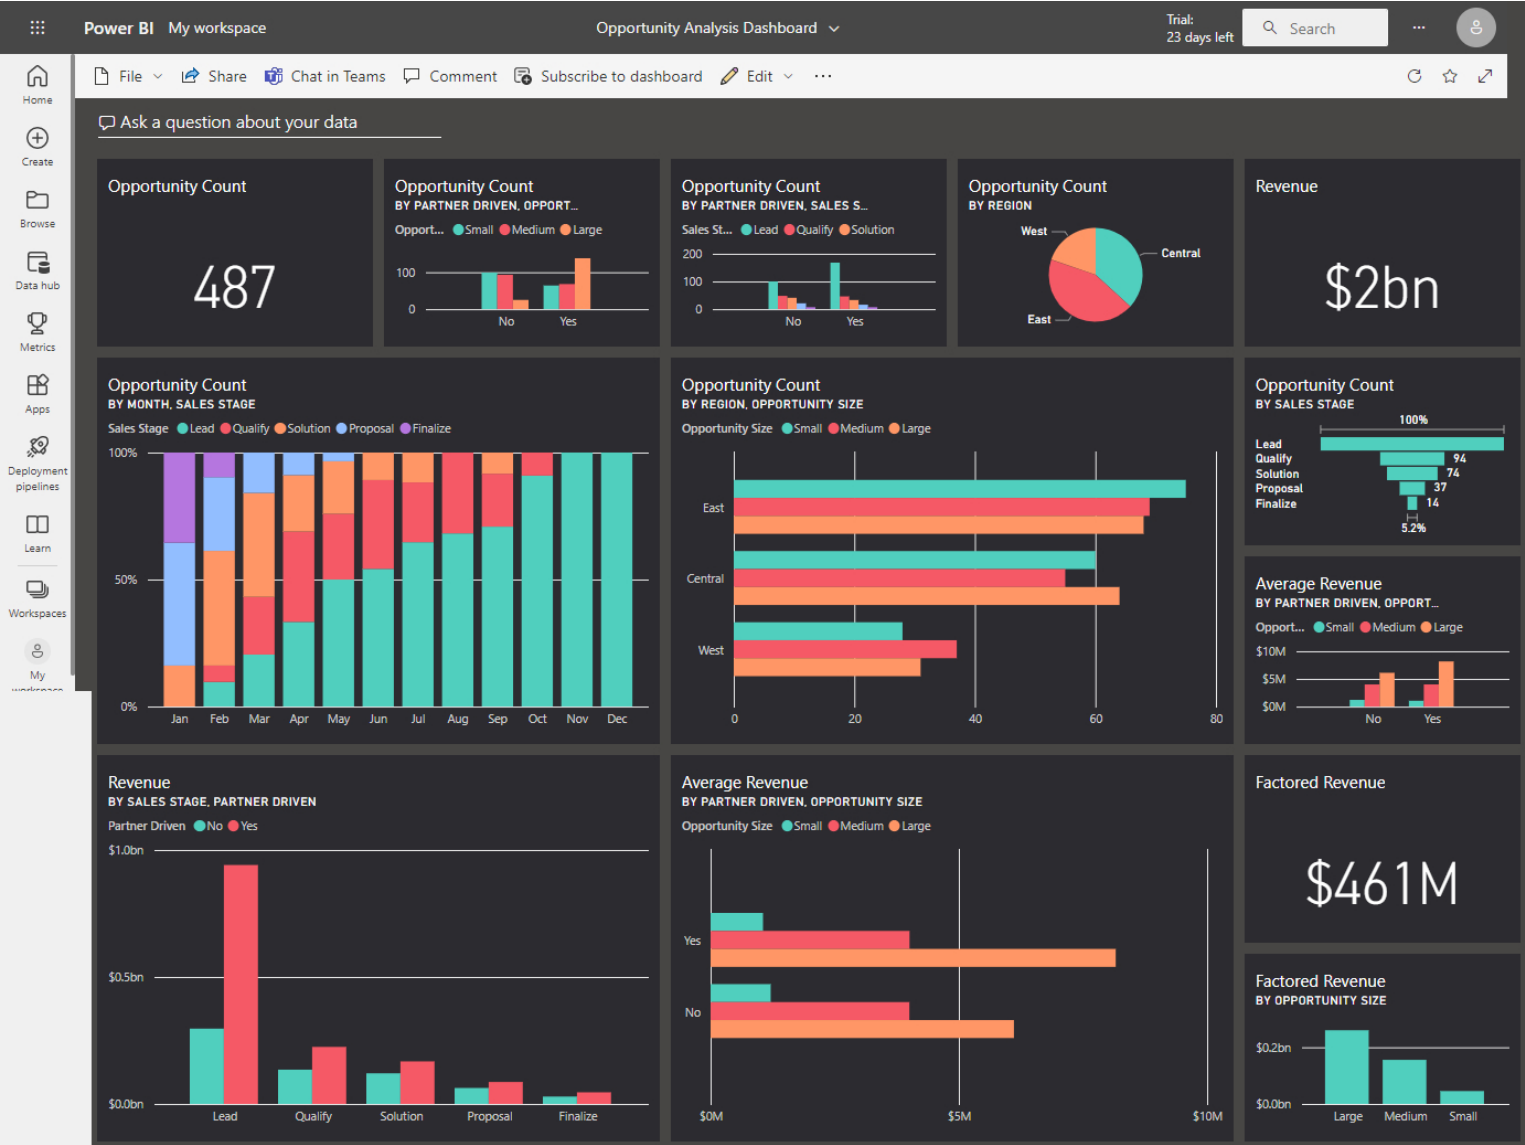 Power BI My workspace
Opportunity Analysis Dashboard
Trial:
23 days left
Search
File
Share
Chat in Teams
Comment
Subscribe to dashboard
Edit
Home
Create
Browse
Data hub
Metrics
Apps
Deployment
pipelines
Learn
Workspaces
My
Ask a question about your data
Opportunity Count
487
Opportunity Count
BY PARTNER DRIVEN, OPPORT...
Opport... Small Medium Large
100
0
No Yes
Opportunity Count
BY PARTNER DRIVEN, SALES S...
Sales St... Lead Qualify Solution
200
100
0
No Yes
Opportunity Count
BY REGION
West
Central
East
Revenue
$2bn
Opportunity Count
BY MONTH, SALES STAGE
Sales Stage Lead Qualify Solution Proposal Finalize
100%
50%
0%
Jan Feb Mar Apr May Jun Jul Aug Sep Oct Nov Dec
Opportunity Count
BY REGION, OPPORTUNITY SIZE
Opportunity Size Small Medium Large
East
Central
West
0 20 40 60 80
Opportunity Count
BY SALES STAGE
100%
Lead
Qualify 94
Solution 74
Proposal 37
Finalize 14
5.2%
Average Revenue
BY PARTNER DRIVEN, OPPORT...
Opport... Small Medium Large
$10M
$5M
$0M
No Yes
Revenue
BY SALES STAGE, PARTNER DRIVEN
Partner Driven No Yes
$1.0bn
$0.5bn
$0.0bn
Lead Qualify Solution Proposal Finalize
Average Revenue
BY PARTNER DRIVEN, OPPORTUNITY SIZE
Opportunity Size Small Medium Large
Yes
No
$0M $5M $10M
Factored Revenue
$461M
Factored Revenue
BY OPPORTUNITY SIZE
$0.2bn
$0.0bn
Large Medium Small